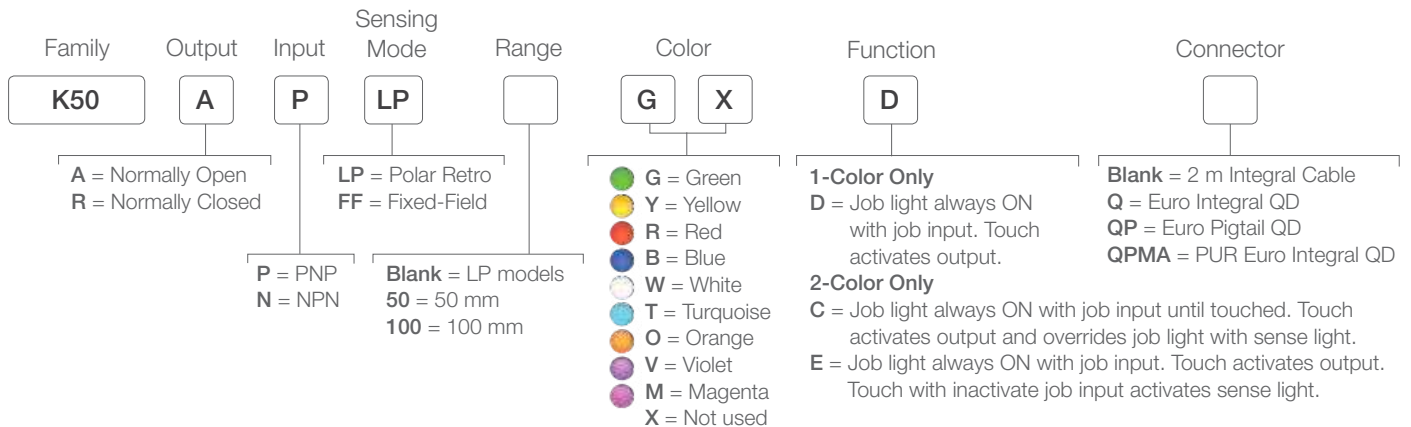 Family Output Input Sensing Mode Range Color Function Connector
K50 A P LP G X D
A = Normally Open
R = Normally Closed
P = PNP
N = NPN
LP = Polar Retro
FF = Fixed-Field
Blank = LP models
50 = 50 mm
100 = 100 mm
G = Green
Y = Yellow
R = Red
B = Blue
W = White
T = Turquoise
O = Orange
V = Violet
M = Magenta
X = Not used
1-Color Only
D = Job light always ON
with job input. Touch
activates output.
2-Color Only
C = Job light always ON with job input until touched. Touch
activates output and overrides job light with sense light.
E = Job light always ON with job input. Touch activates output.
Touch with inactivate job input activates sense light.
Blank = 2 m Integral Cable
Q = Euro Integral QD
QP = Euro Pigtail QD
QPMA = PUR Euro Integral QD